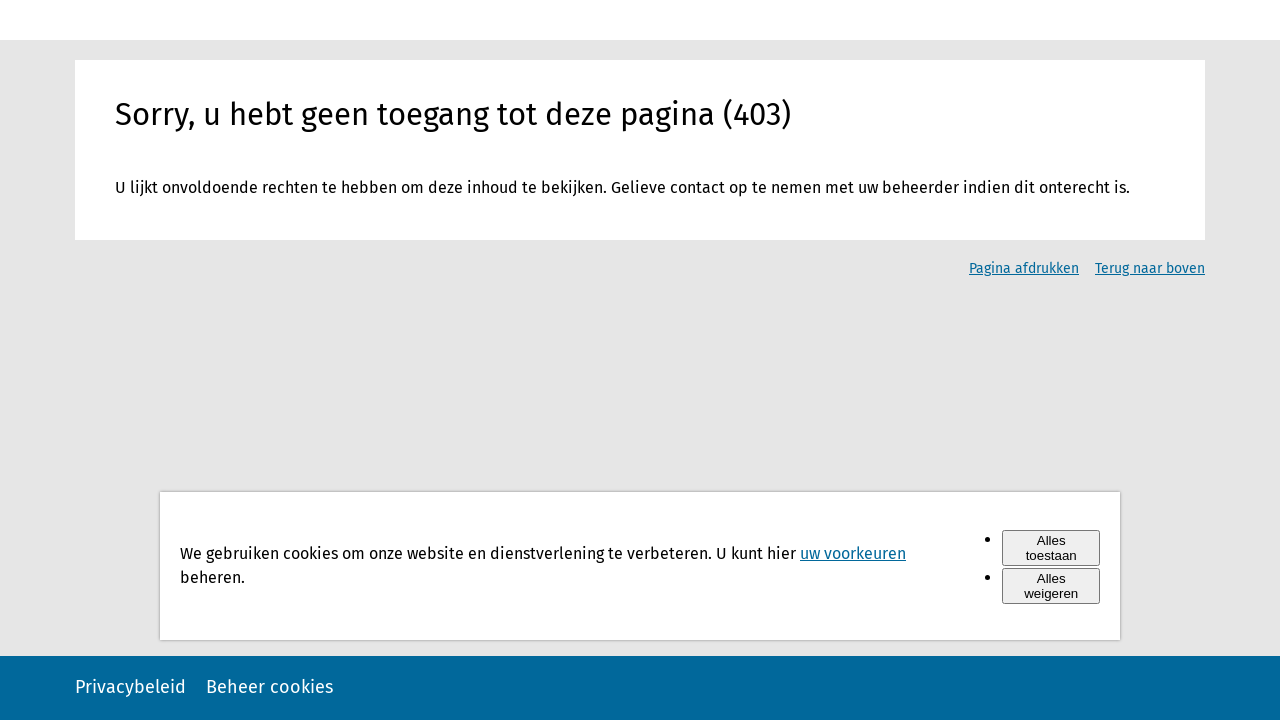 Sorry, u hebt geen toegang tot deze pagina (403)
U lijkt onvoldoende rechten te hebben om deze inhoud te bekijken. Gelieve contact op te nemen met uw beheerder indien dit onterecht is.
Pagina afdrukken Terug naar boven
We gebruiken cookies om onze website en dienstverlening te verbeteren. U kunt hier uw voorkeuren
beheren.
Alles
toestaan
Alles
weigeren
Privacybeleid Beheer cookies